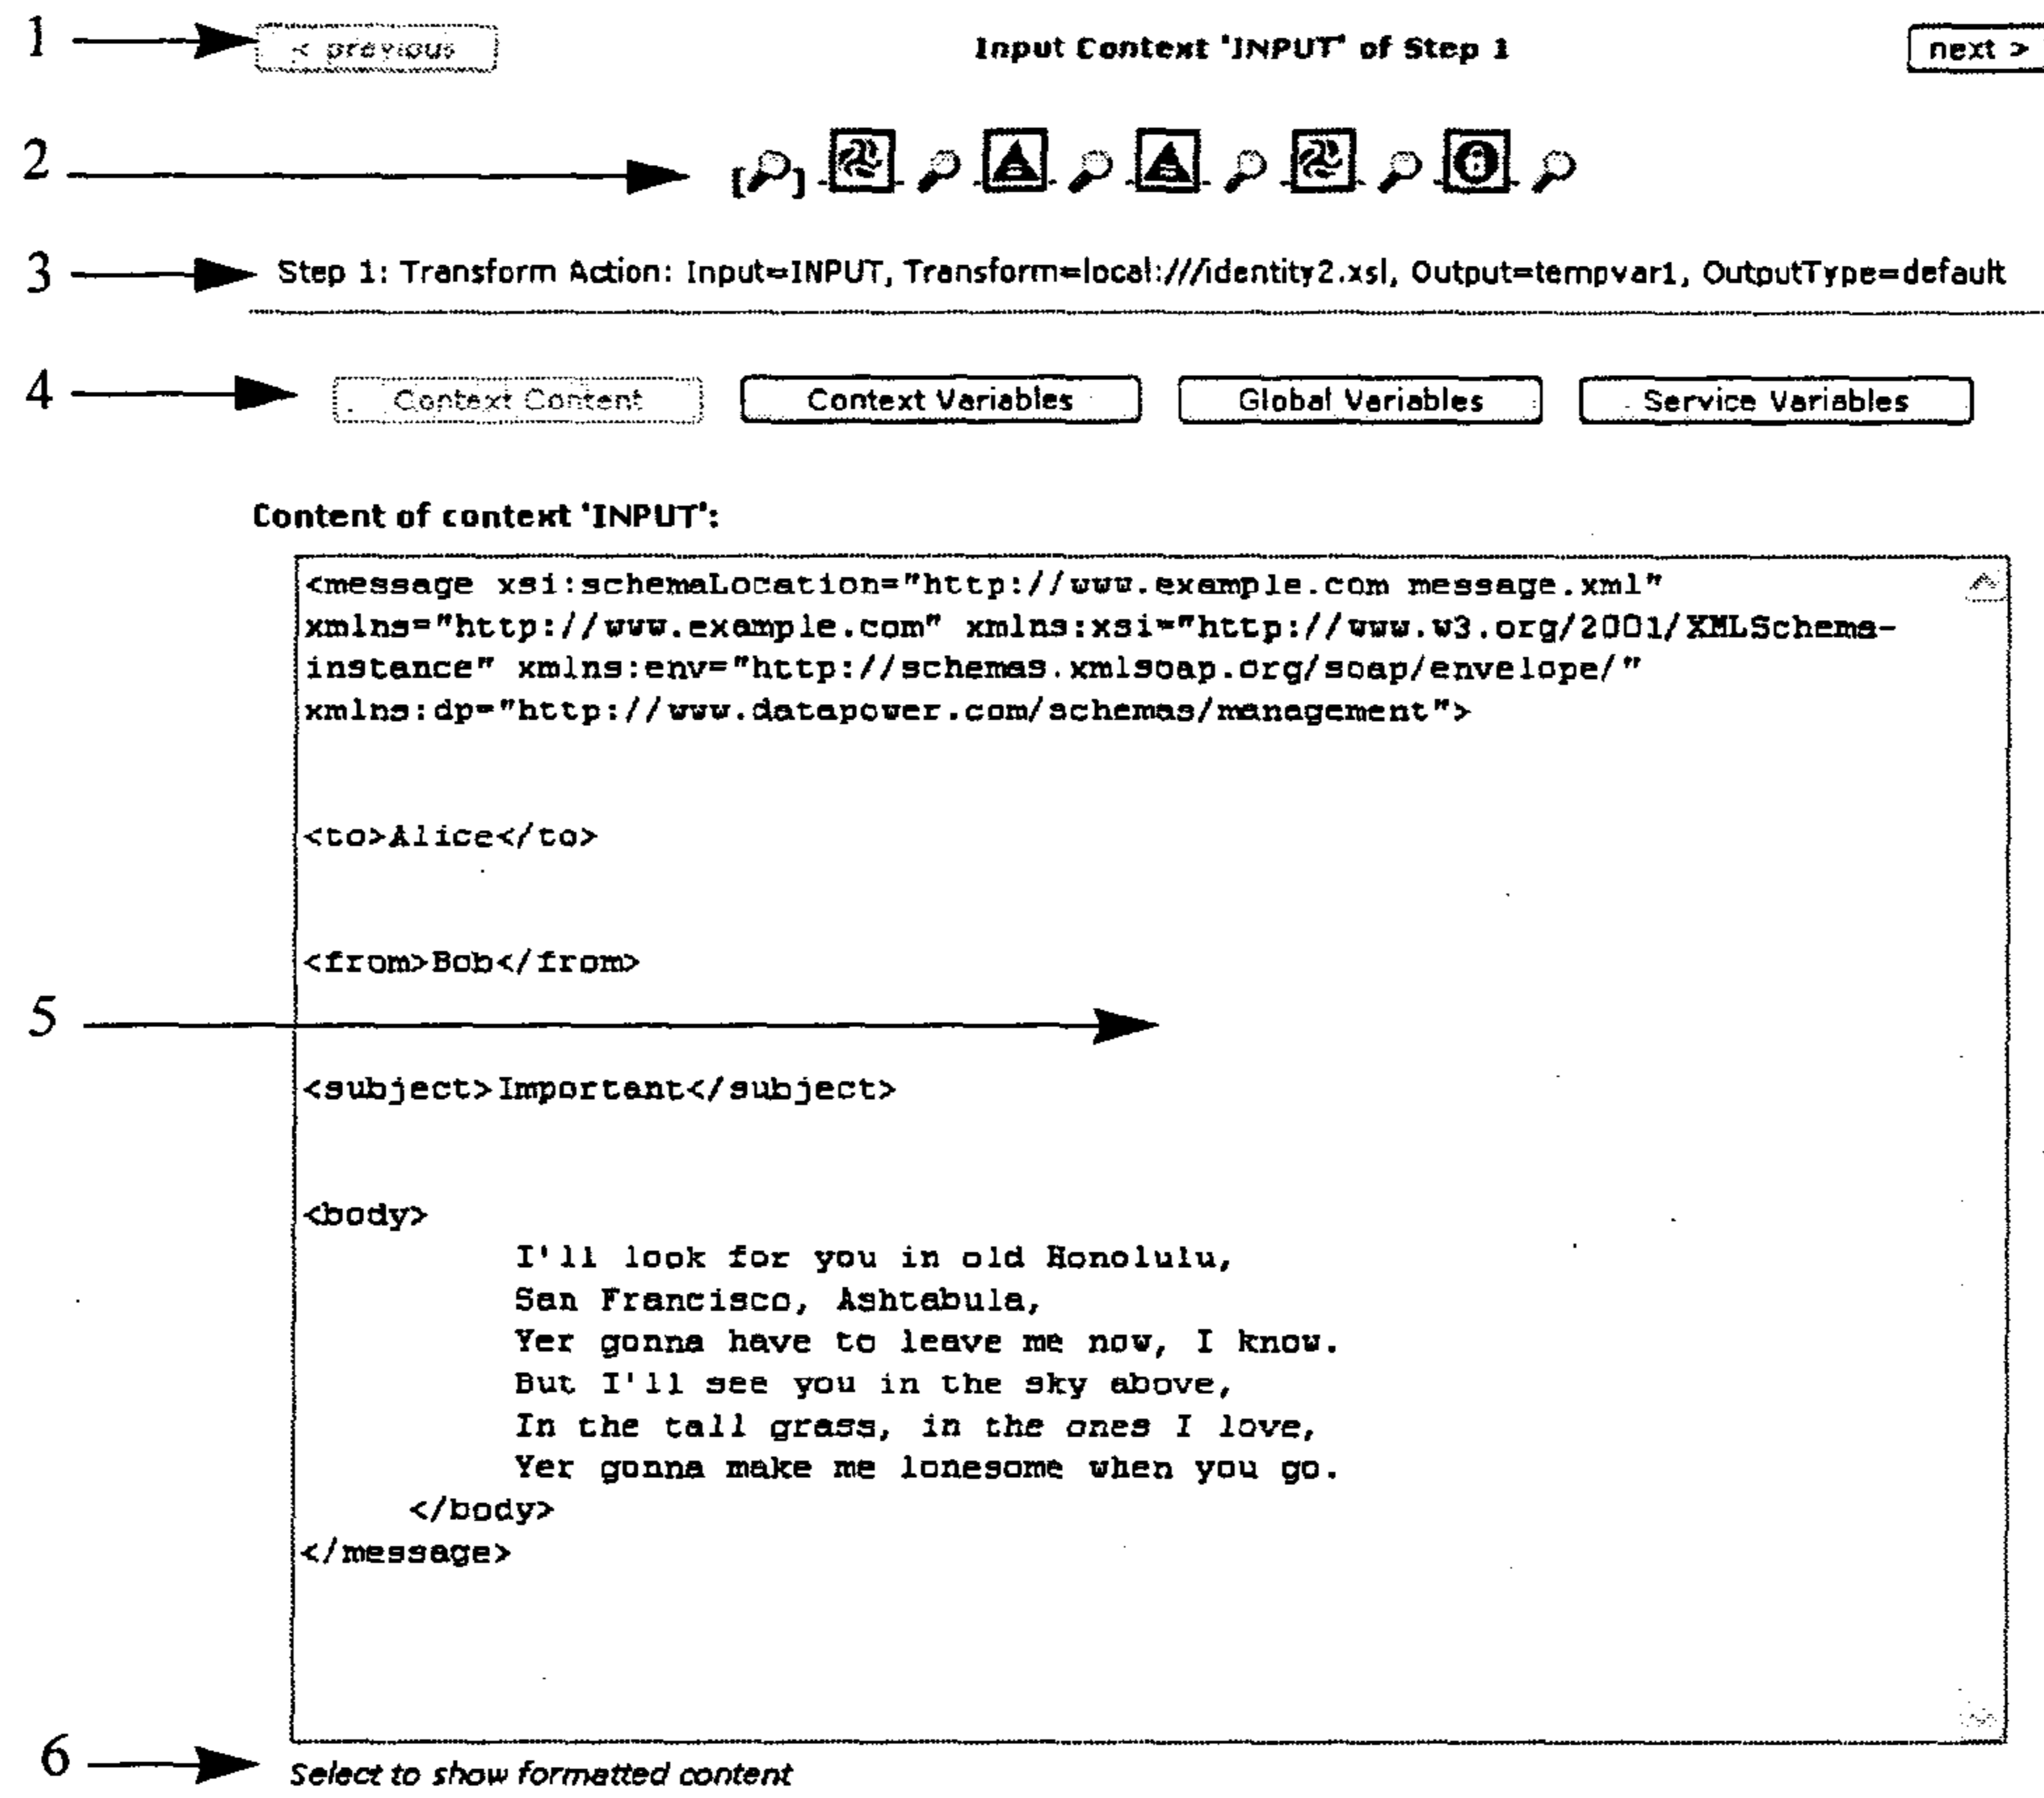 1 < previous Input Context 'INPUT' of Step 1 next >
2 [ ]
3 Step 1: Transform Action: Input=INPUT, Transform=local:///identity2.xsl, Output=tempvar1, OutputType=default
4 Context Content Context Variables Global Variables Service Variables
Content of context 'INPUT':
<message xsi:schemaLocation="http://www.example.com message.xml"
xmlns="http://www.example.com" xmlns:xsi="http://www.w3.org/2001/XMLSchema-
instance" xmlns:env="http://schemas.xmlsoap.org/soap/envelope/"
xmlns:dp="http://www.datapower.com/schemas/management">
<to>Alice</to>
<from>Bob</from>
5
<subject>Important</subject>
<body>
I'll look for you in old Honolulu,
San Francisco, Ashtabula,
Yer gonna have to leave me now, I know.
But I'll see you in the sky above,
In the tall grass, in the ones I love,
Yer gonna make me lonesome when you go.
</body>
</message>
6 Select to show formatted content